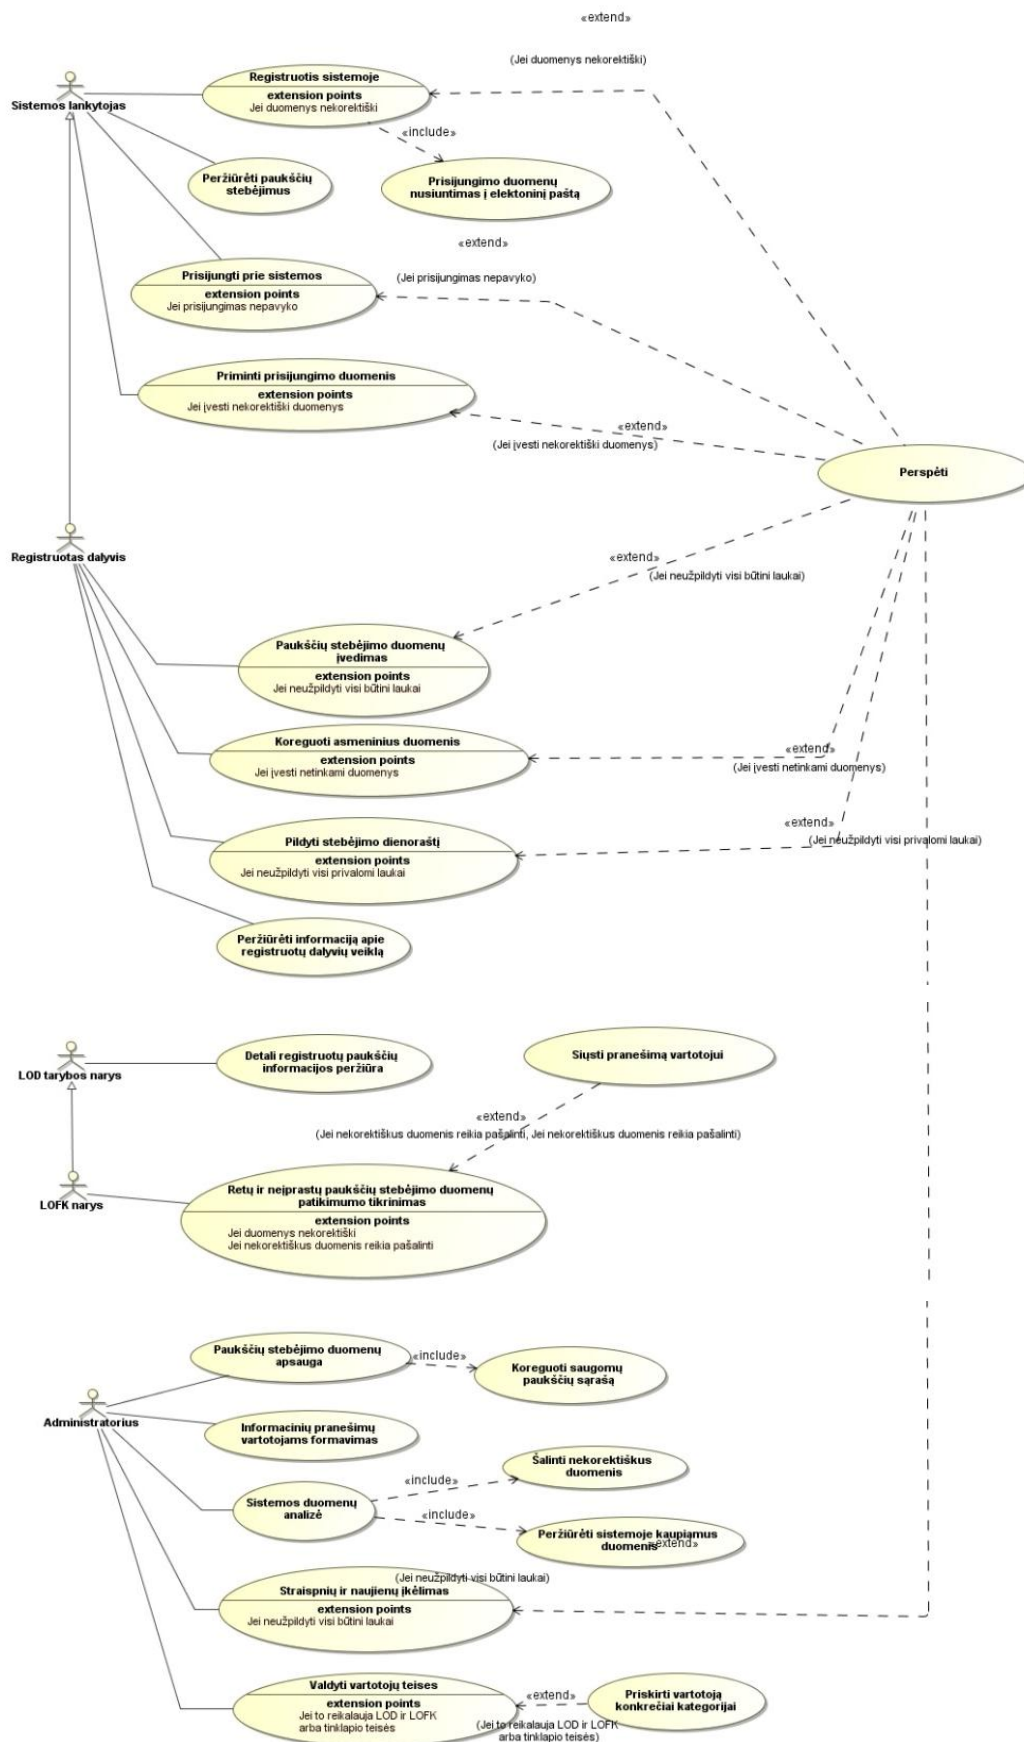 «extend»
(Jei duomenys nekorektiški)
Sistemos lankytojas
Registruotis sistemoje
extension points
Jei duomenys nekorektiški
«include»
Peržiūrėti paukščių
stebėjimus
Prisijungimo duomenų
nusiuntimas į elektoninį paštą
«extend»
(Jei prisijungimas nepavyko)
Prisijungti prie sistemos
extension points
Jei prisijungimas nepavyko
Priminti prisijungimo duomenis
extension points
Jei įvesti nekorektiški duomenys
«extend»
(Jei įvesti nekorektiški duomenys)
Perspėti
Registruotas dalyvis
«extend»
(Jei neužpildyti visi būtini laukai)
Paukščių stebėjimo duomenų
įvedimas
extension points
Jei neužpildyti visi būtini laukai
Koreguoti asmeninius duomenis
extension points
Jei įvesti netinkami duomenys
«extend»
(Jei įvesti netinkami duomenys)
Pildyti stebėjimo dienoraštį
extension points
Jei neužpildyti visi privalomi laukai
«extend»
(Jei neužpildyti visi privalomi laukai)
Peržiūrėti informaciją apie
registruotų dalyvių veiklą
LOD tarybos narys
Detali registruotų paukščių
informacijos peržiūra
Siųsti pranešimą vartotojui
«extend»
(Jei nekorektiškus duomenis reikia pašalinti, Jei nekorektiškus duomenis reikia pašalinti)
LOFK narys
Retų ir neįprastų paukščių stebėjimo duomenų
patikimumo tikrinimas
extension points
Jei duomenys nekorektiški
Jei nekorektiškus duomenis reikia pašalinti
Paukščių stebėjimo duomenų
apsauga
«include»
Koreguoti saugomų
paukščių sąrašą
Administratorius
Informacinių pranešimų
vartotojams formavimas
Sistemos duomenų
analizė
«include»
Šalinti nekorektiškus
duomenis
«include»
Peržiūrėti sistemoje kaupiamus
duomenis
«extend»
(Jei neužpildyti visi būtini laukai)
Straispnių ir naujienų įkėlimas
extension points
Jei neužpildyti visi būtini laukai
Valdyti vartotojų teises
extension points
Jei to reikalauja LOD ir LOFK
arba tinklapio teisės
«extend»
(Jei to reikalauja LOD ir LOFK
arba tinklapio teisės)
Priskirti vartotoją
konkrečiai kategorijai